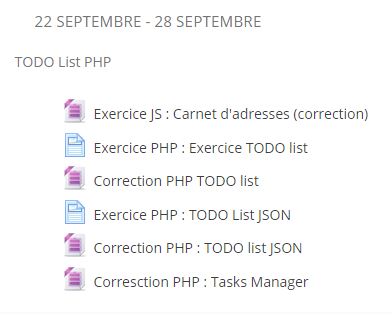 22 SEPTEMBRE - 28 SEPTEMBRE
TODO List PHP
Exercice JS : Carnet d'adresses (correction)
Exercice PHP : Exercice TODO list
Correction PHP TODO list
Exercice PHP : TODO List JSON
Correction PHP : TODO list JSON
Corresction PHP : Tasks Manager